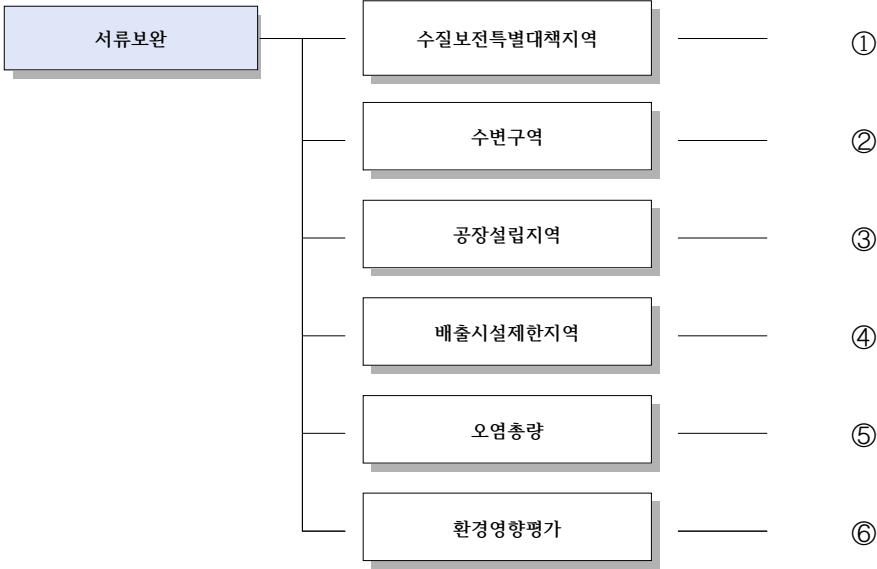 서류보완
수질보전특별대책지역 ①
수변구역 ②
공장설립지역 ③
배출시설제한지역 ④
오염총량 ⑤
환경영향평가 ⑥